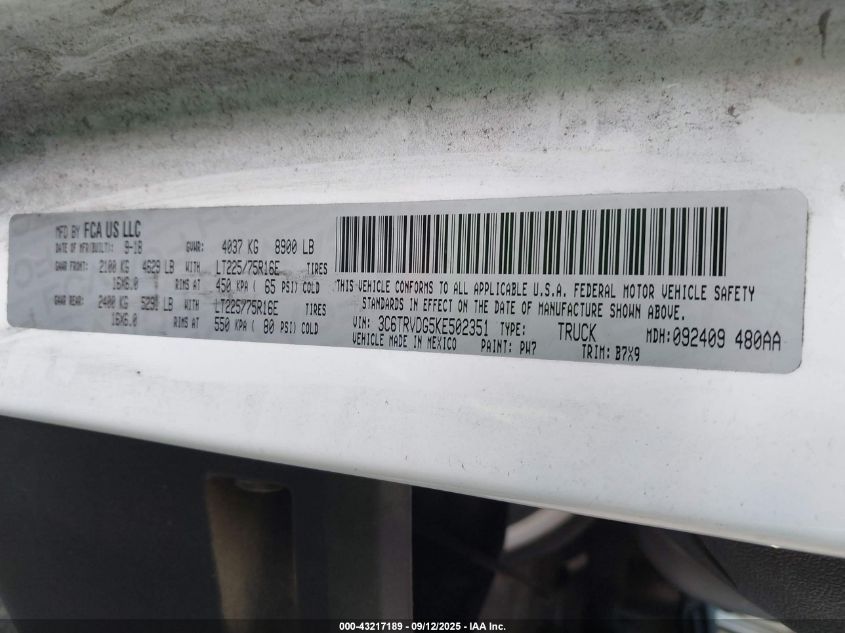 MFD BY FCA US LLC
DATE OF MFR(BUILT): 9-18 GVWR: 4037 KG 8900 LB
GAWR FRONT: 2100 KG 4629 LB WITH LT225/75R16E TIRES
16X6.0 RIMS AT 450 KPA ( 65 PSI) COLD
GAWR REAR: 2400 KG 5291 LB WITH LT225/75R16E TIRES
16X6.0 RIMS AT 550 KPA ( 80 PSI) COLD
THIS VEHICLE CONFORMS TO ALL APPLICABLE U.S.A. FEDERAL MOTOR VEHICLE SAFETY
STANDARDS IN EFFECT ON THE DATE OF MANUFACTURE SHOWN ABOVE.
VIN: 3C6TRVDG5KE502351 TYPE: TRUCK MDH:092409 480AA
VEHICLE MADE IN MEXICO PAINT: PW7 TRIM: B7X9
000-43217189 - 09/12/2025 - IAA Inc.